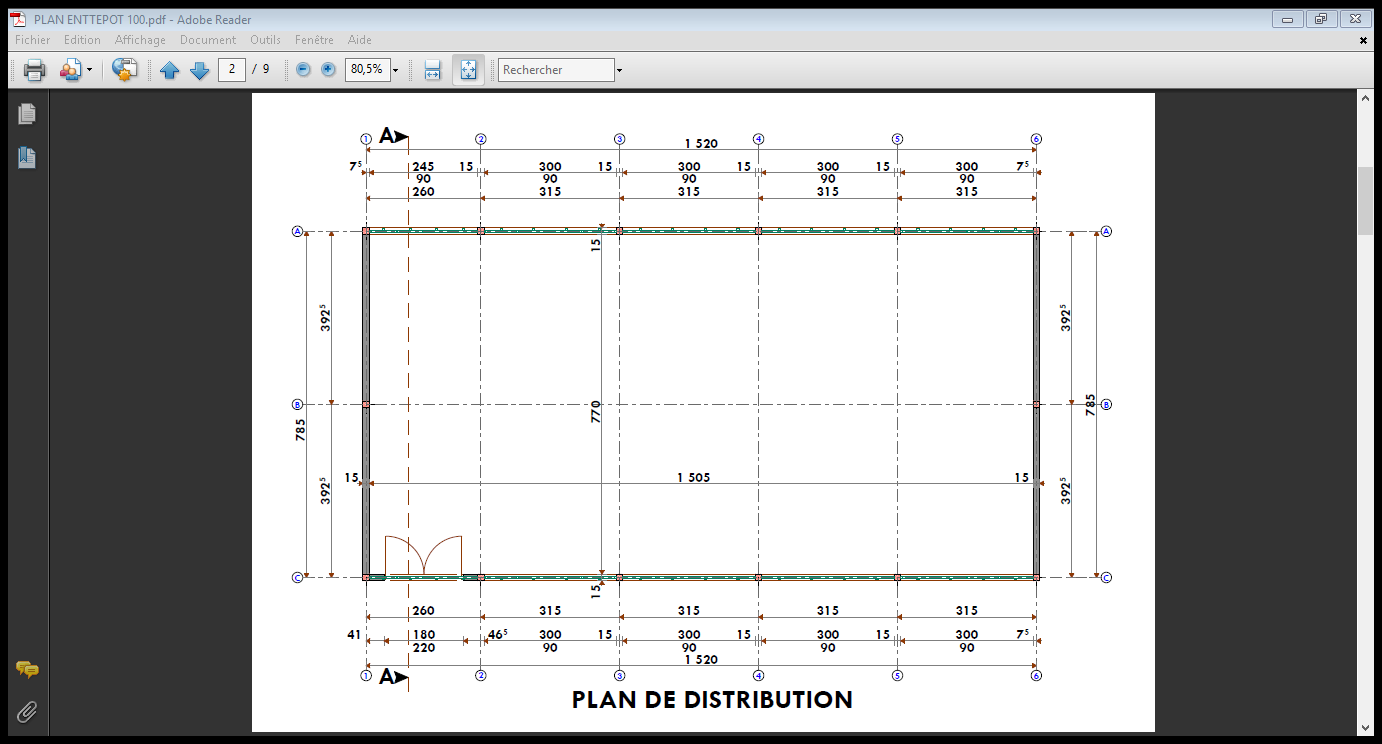 PLAN ENTTEPOT 100.pdf - Adobe Reader
Fichier Edition Affichage Document Outils Fenêtre Aide
2 / 9 80,5% Rechercher
1 A 2 3 4 5 6
1 520
7⁵ 245 15 300 15 300 15 300 15 300 7⁵
90 90 90 90 90
260 315 315 315 315
A A
15
392⁵ 392⁵
B B
785 770 785
15 1 505 15
392⁵ 392⁵
C C
15
260 315 315 315 315
41 180 46⁵ 300 15 300 15 300 15 300 7⁵
220 90 90 90 90
1 520
1 A 2 3 4 5 6
PLAN DE DISTRIBUTION